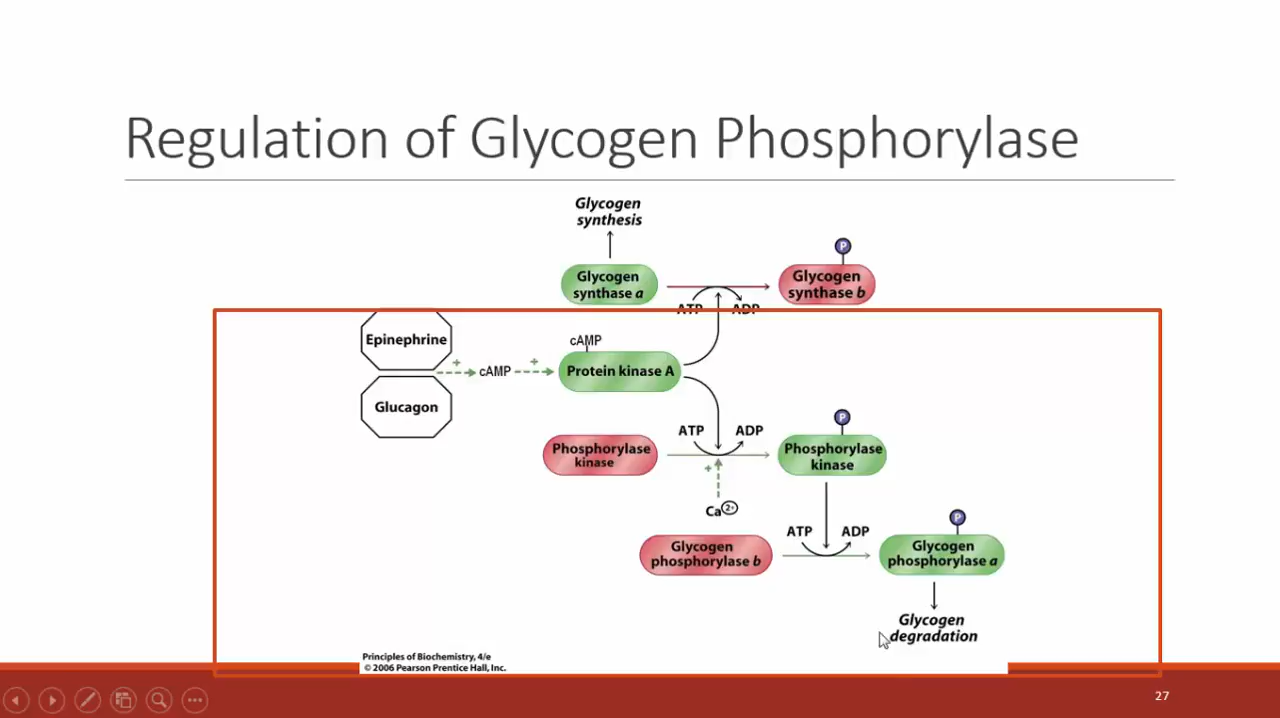 Regulation of Glycogen Phosphorylase
Glycogen
synthesis
P
Glycogen
synthase a
Glycogen
synthase b
ATP
ADP
Epinephrine
cAMP
+
+
cAMP
Protein kinase A
Glucagon
P
ATP
ADP
Phosphorylase
kinase
Phosphorylase
kinase
+
Ca2+
P
ATP
ADP
Glycogen
phosphorylase b
Glycogen
phosphorylase a
Glycogen
degradation
Principles of Biochemistry, 4/e
© 2006 Pearson Prentice Hall, Inc.
27